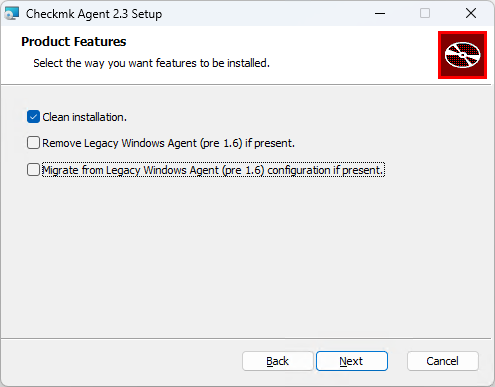 Checkmk Agent 2.3 Setup
Product Features
Select the way you want features to be installed.
Clean installation.
Remove Legacy Windows Agent (pre 1.6) if present.
Migrate from Legacy Windows Agent (pre 1.6) configuration if present.
Back Next Cancel